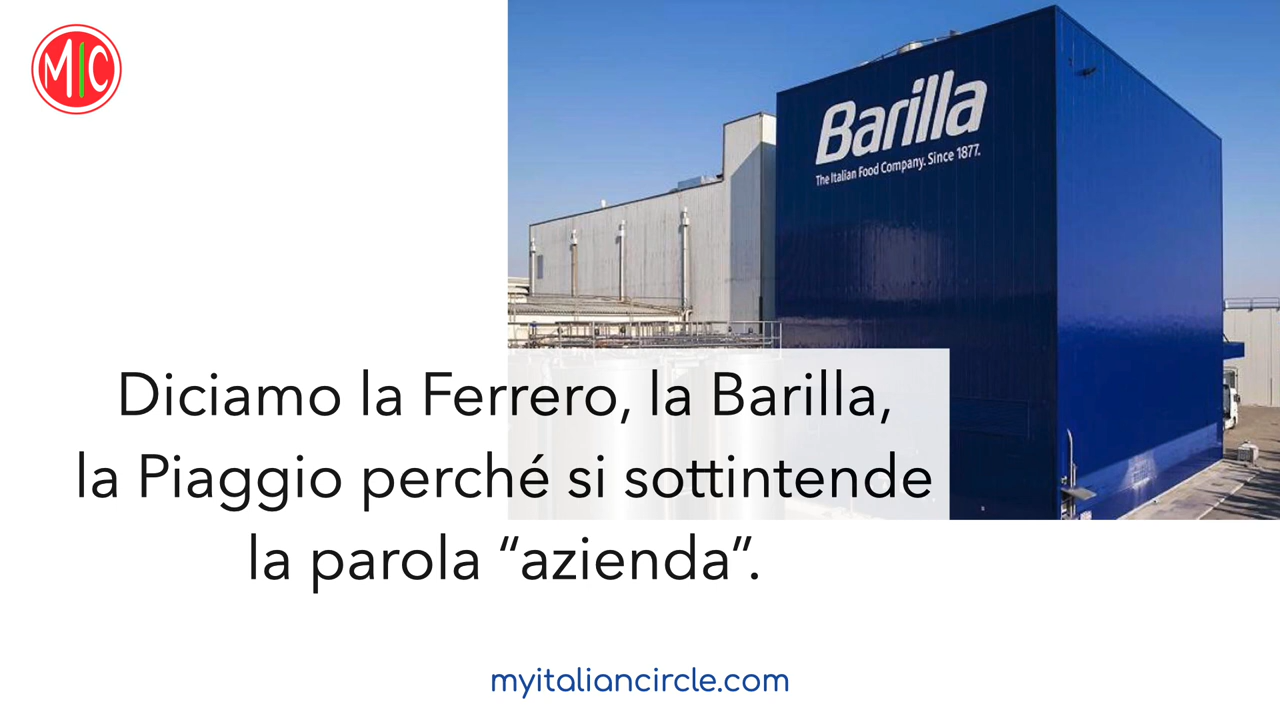 MIC
Barilla
The Italian Food Company. Since 1877.
Diciamo la Ferrero, la Barilla,
la Piaggio perché si sottintende
la parola “azienda”.
myitaliancircle.com